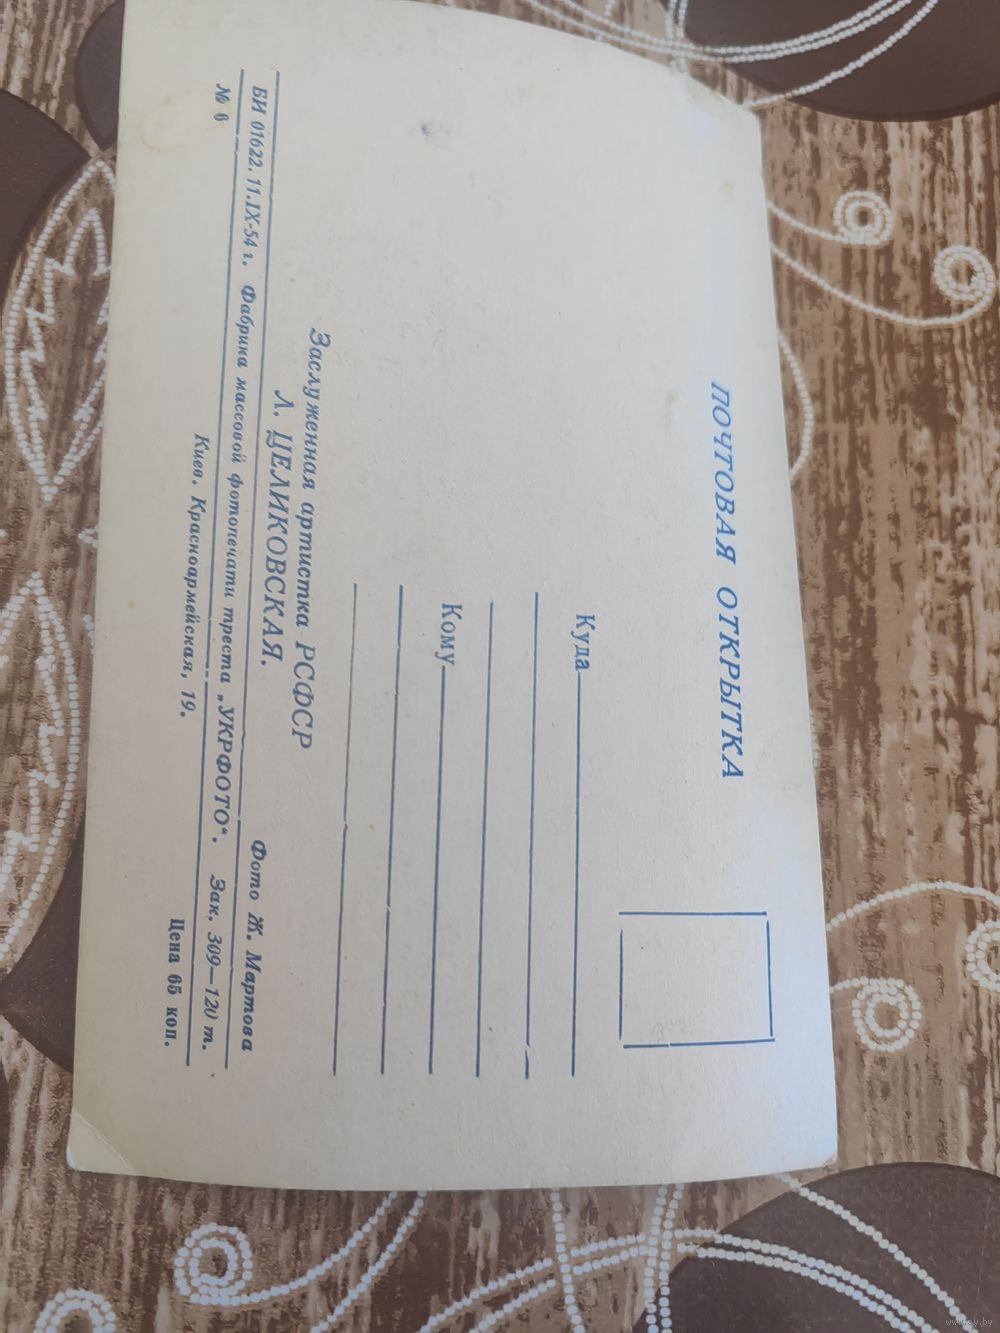 ПОЧТОВАЯ ОТКРЫТКА
Куда
Кому
Заслуженная артистка РСФСР
Л. ЦЕЛИКОВСКАЯ.
Фото Ж. Мартова
БИ 01622. 11.IX-54 г. Фабрика массовой фотопечати треста „УКРФОТО“. Зак. 309—120 т.
№ 6
Киев. Красноармейская, 19.
Цена 65 коп.